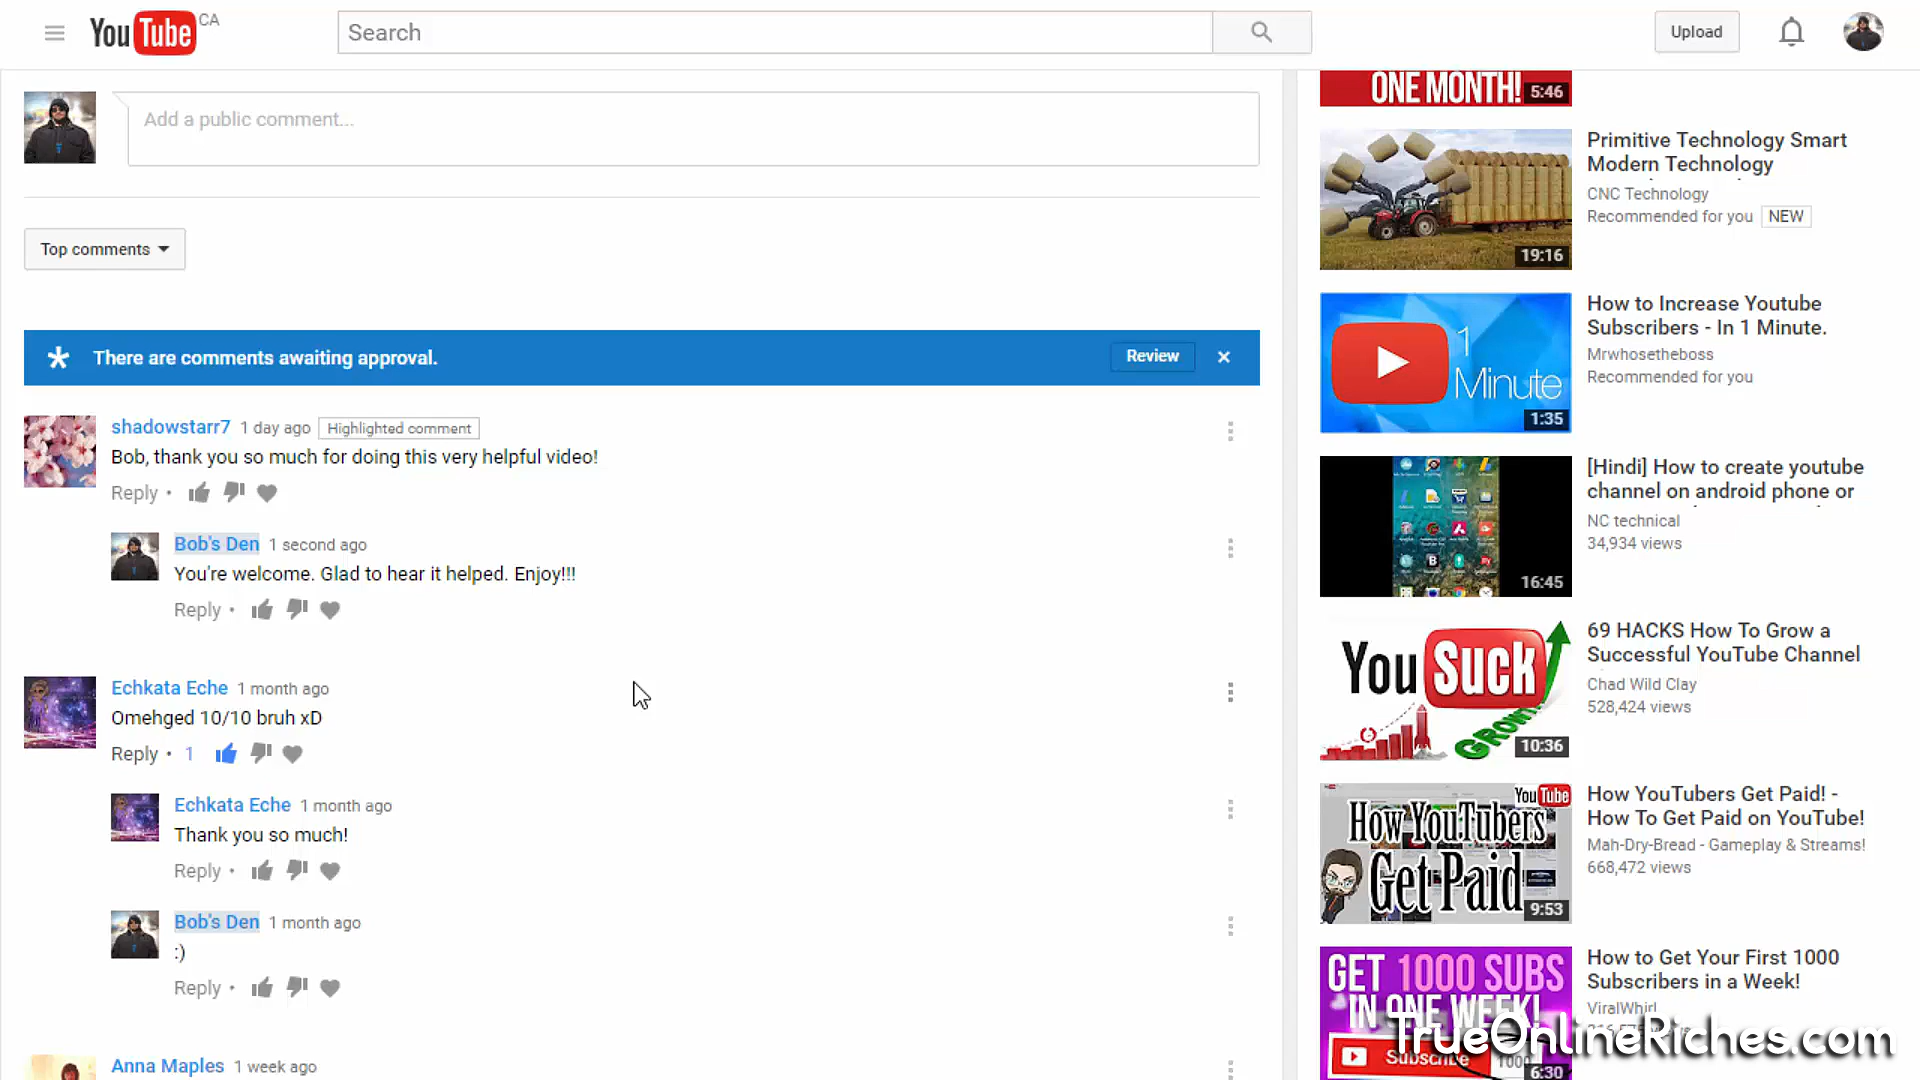 YouTube CA
Search
Upload
Add a public comment...
Top comments
There are comments awaiting approval.
Review
shadowstarr7 1 day ago Highlighted comment
Bob, thank you so much for doing this very helpful video!
Reply •
Bob's Den 1 second ago
You're welcome. Glad to hear it helped. Enjoy!!!
Reply •
Echkata Eche 1 month ago
Omehged 10/10 bruh xD
Reply • 1
Echkata Eche 1 month ago
Thank you so much!
Reply •
Bob's Den 1 month ago
:)
Reply •
Anna Maples 1 week ago
ONE MONTH!
5:46
Primitive Technology Smart
Modern Technology
CNC Technology
Recommended for you NEW
19:16
How to Increase Youtube
Subscribers - In 1 Minute.
Mrwhosetheboss
Recommended for you
1
Minute
1:35
[Hindi] How to create youtube
channel on android phone or
NC technical
34,934 views
16:45
69 HACKS How To Grow a
Successful YouTube Channel
Chad Wild Clay
528,424 views
You Suck
GROW!
10:36
How YouTubers Get Paid! -
How To Get Paid on YouTube!
Mah-Dry-Bread - Gameplay & Streams!
668,472 views
YouTube
How YouTubers
Get Paid
9:53
How to Get Your First 1000
Subscribers in a Week!
ViralWhirl
GET 1000 SUBS
IN ONE WEEK!
Subscribe 1000
6:30
TrueOnlineRiches.com